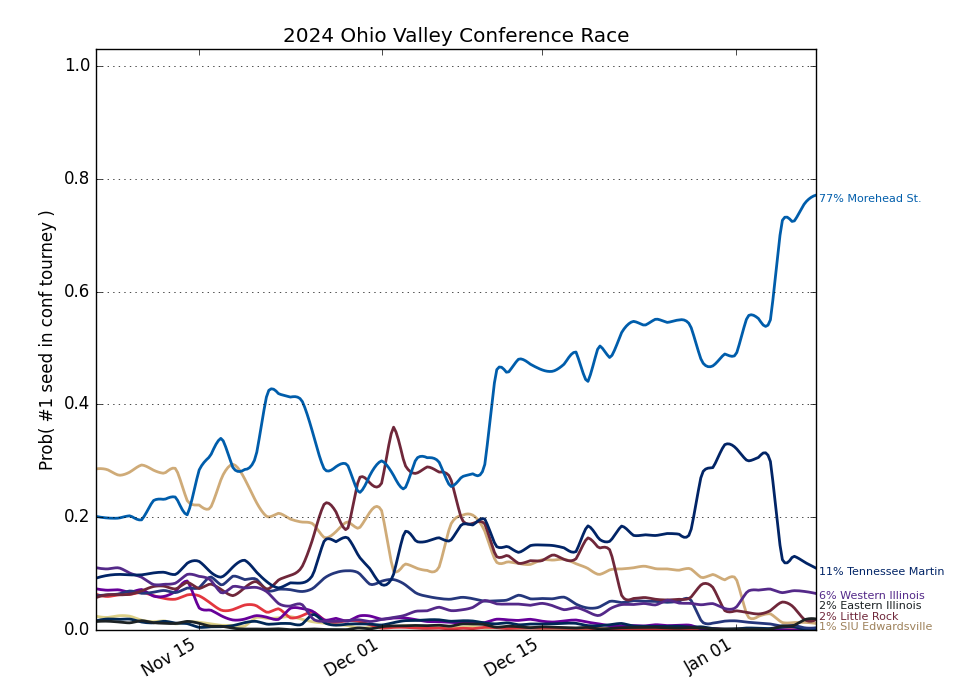 2024 Ohio Valley Conference Race
Prob( #1 seed in conf tourney )
1.0
0.8
0.6
0.4
0.2
0.0
Nov 15
Dec 01
Dec 15
Jan 01
77% Morehead St.
11% Tennessee Martin
6% Western Illinois
2% Eastern Illinois
2% Little Rock
1% SIU Edwardsville